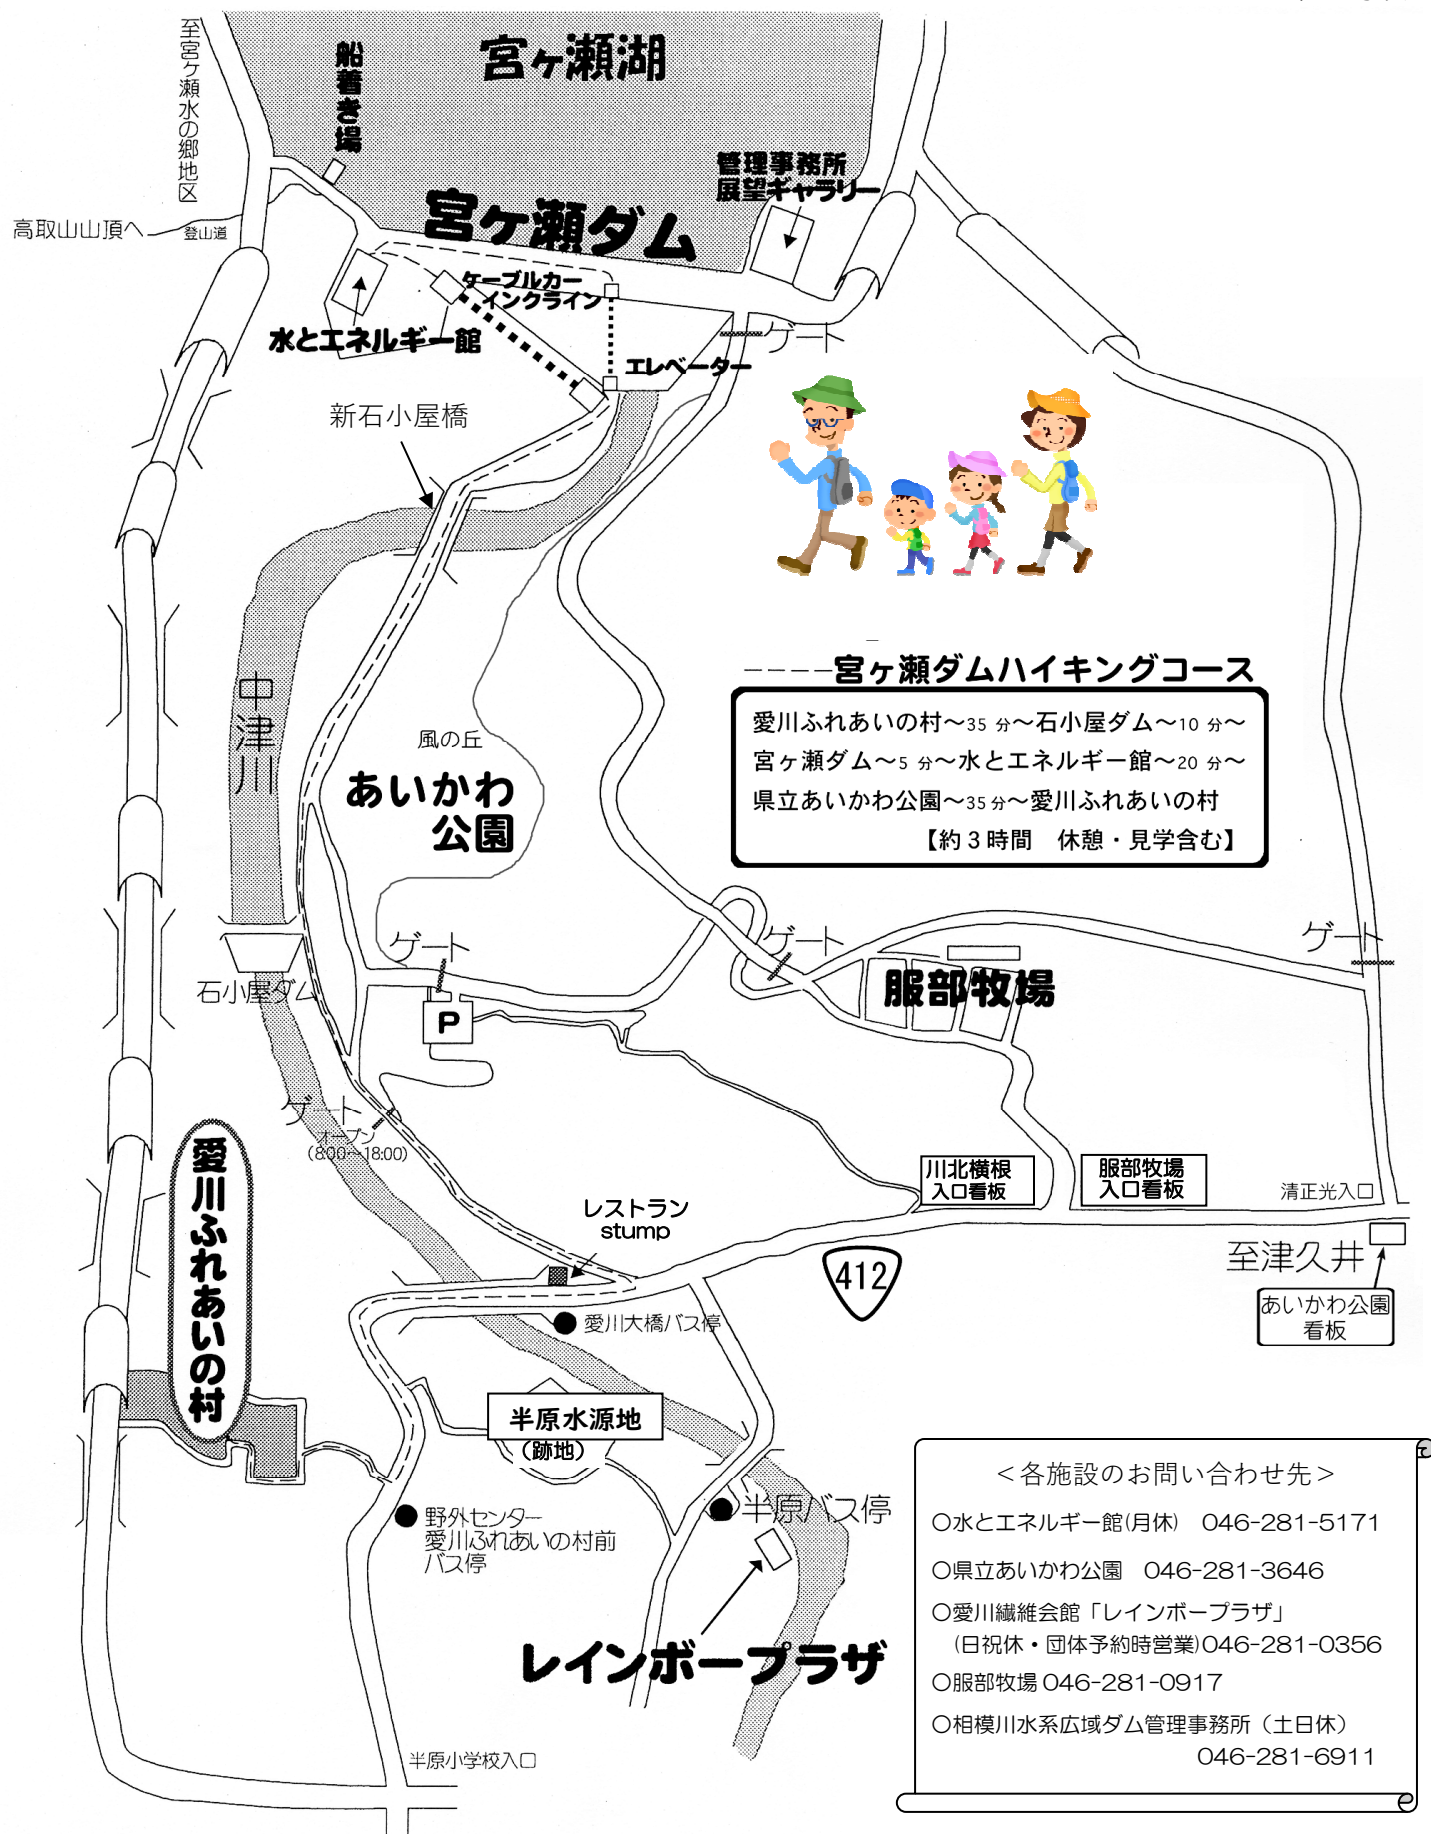 至宮ヶ瀬水の郷地区
船着き場
宮ヶ瀬湖
管理事務所
展望ギャラリー
宮ヶ瀬ダム
高取山山頂へ
登山道
ケーブルカー
インクライン
水とエネルギー館
ゲート
エレベーター
新石小屋橋
中津川
風の丘
あいかわ
公園
----宮ヶ瀬ダムハイキングコース
愛川ふれあいの村～35 分～石小屋ダム～10 分～
宮ヶ瀬ダム～5 分～水とエネルギー館～20 分～
県立あいかわ公園～35分～愛川ふれあいの村
【約3時間　休憩・見学含む】
ゲート
ゲート
ゲート
服部牧場
石小屋ダム
P
ゲート
オープン
(8:00～18:00)
愛川ふれあいの村
川北横根
入口看板
服部牧場
入口看板
清正光入口
レストラン
stump
412
至津久井
あいかわ公園
看板
愛川大橋バス停
半原水源地
（跡地）
野外センター
愛川ふれあいの村前
バス停
半原バス停
レインボープラザ
半原小学校入口
＜各施設のお問い合わせ先＞
○水とエネルギー館(月休)　046-281-5171
○県立あいかわ公園　046-281-3646
○愛川繊維会館「レインボープラザ」
(日祝休・団体予約時営業)046-281-0356
○服部牧場 046-281-0917
○相模川水系広域ダム管理事務所（土日休）
046-281-6911